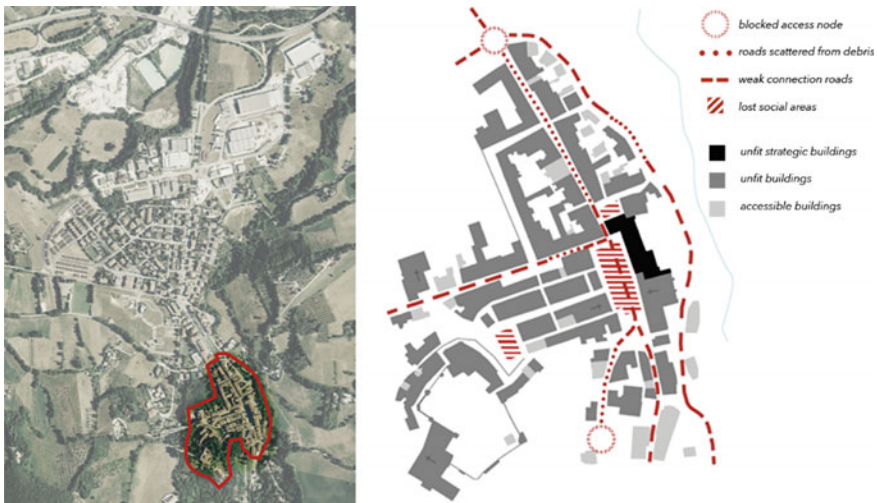 blocked access node
roads scattered from debris
weak connection roads
lost social areas
unfit strategic buildings
unfit buildings
accessible buildings